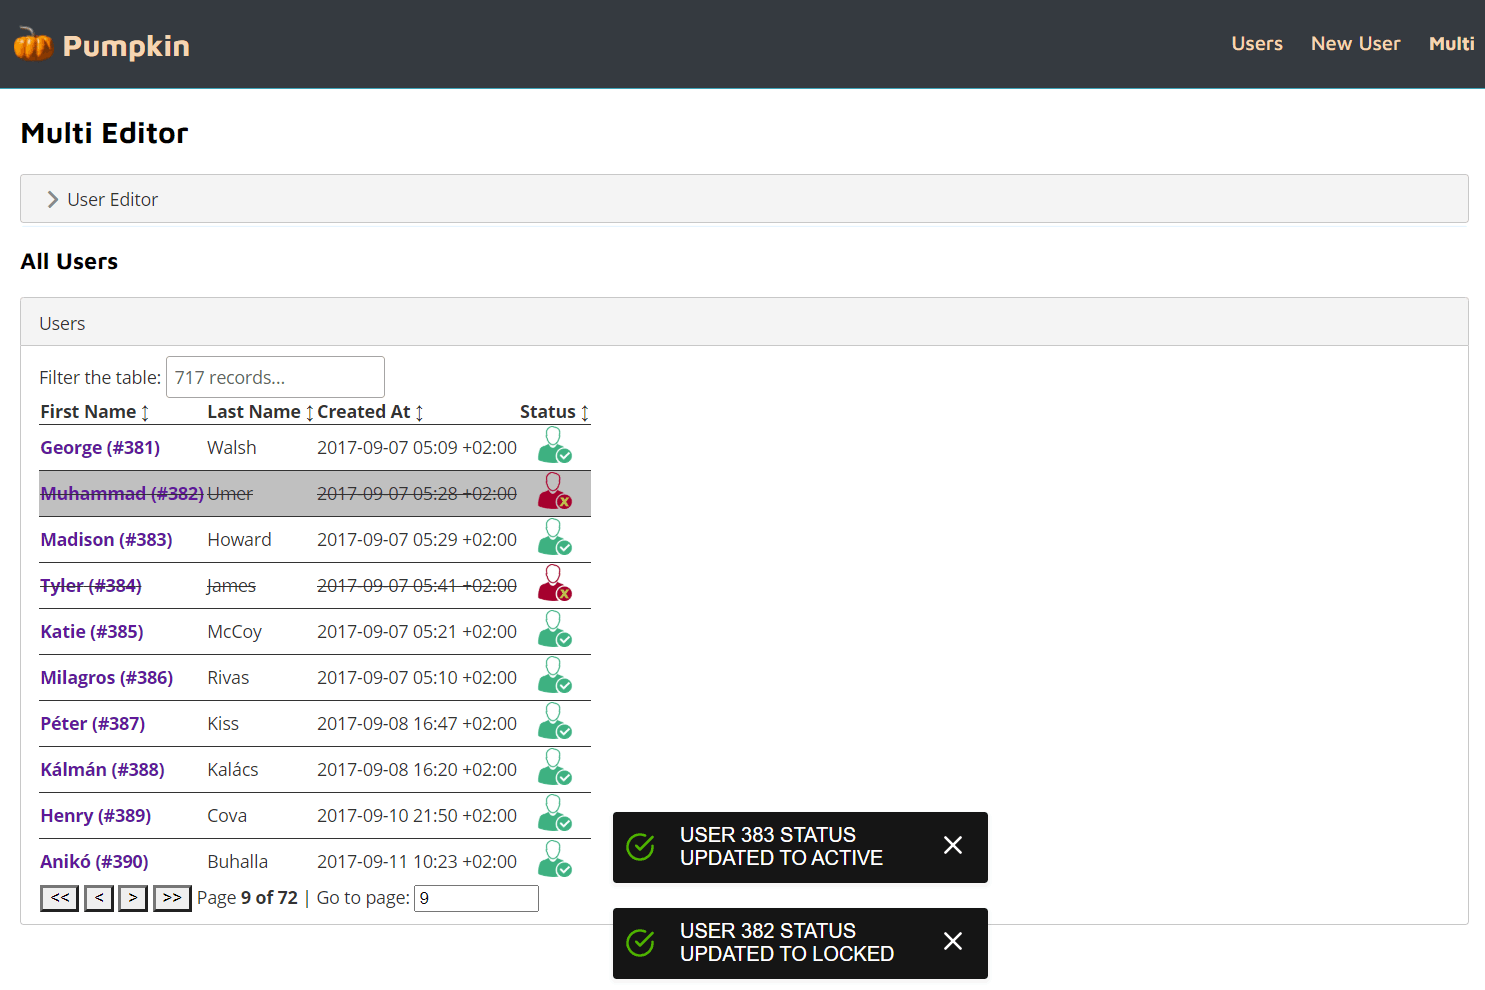 Pumpkin
Users New User Multi
Multi Editor
User Editor
All Users
Users
Filter the table: 717 records...
First Name ↕ Last Name ↕ Created At ↕ Status ↕
George (#381) Walsh 2017-09-07 05:09 +02:00
Muhammad (#382) Umer 2017-09-07 05:28 +02:00
Madison (#383) Howard 2017-09-07 05:29 +02:00
Tyler (#384) James 2017-09-07 05:41 +02:00
Katie (#385) McCoy 2017-09-07 05:21 +02:00
Milagros (#386) Rivas 2017-09-07 05:10 +02:00
Péter (#387) Kiss 2017-09-08 16:47 +02:00
Kálmán (#388) Kalács 2017-09-08 16:20 +02:00
Henry (#389) Cova 2017-09-10 21:50 +02:00
Anikó (#390) Buhalla 2017-09-11 10:23 +02:00
<< < > >> Page 9 of 72 | Go to page: 9
USER 383 STATUS
UPDATED TO ACTIVE
USER 382 STATUS
UPDATED TO LOCKED